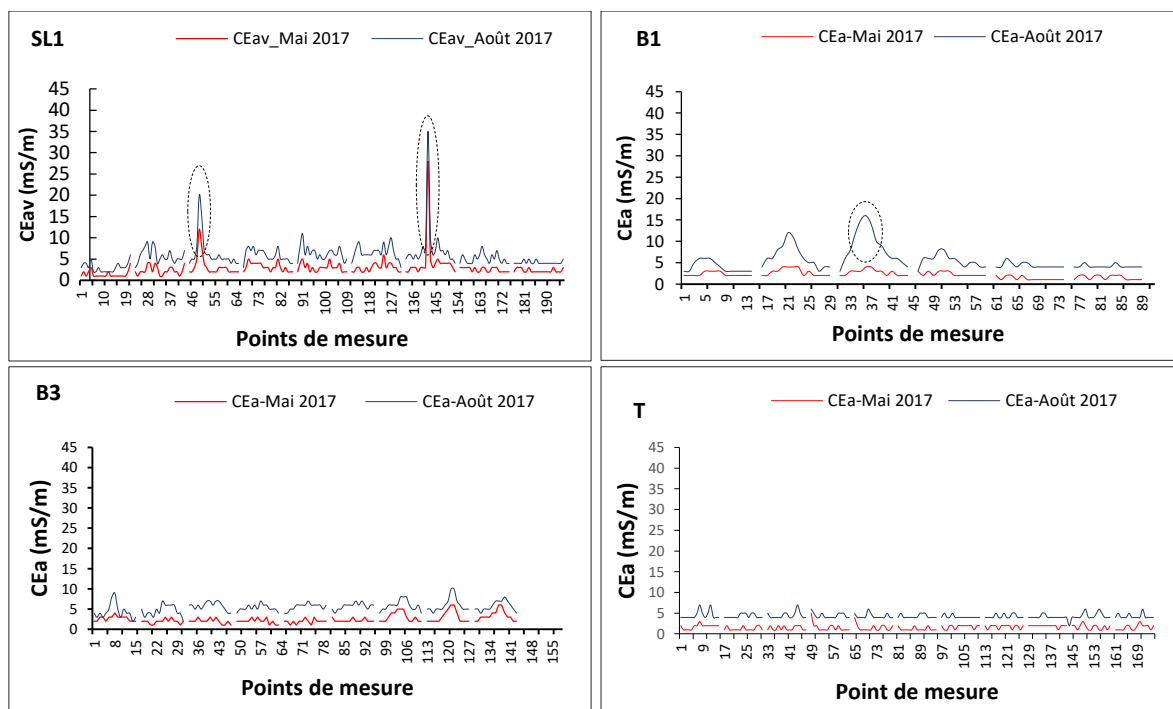 SL1
CEav_Mai 2017 CEav_Août 2017
CEav (mS/m)
45
40
35
30
25
20
15
10
5
0
1 10 19 28 37 46 55 64 73 82 91 100 109 118 127 136 145 154 163 172 181 190
Points de mesure
B1
CEa-Mai 2017 CEa-Août 2017
CEa (mS/m)
45
40
35
30
25
20
15
10
5
0
1 5 9 13 17 21 25 29 33 37 41 45 49 53 57 61 65 69 73 77 81 85 89
Points de mesure
B3
CEa-Mai 2017 CEa-Août 2017
CEa (mS/m)
45
40
35
30
25
20
15
10
5
0
1 8 15 22 29 36 43 50 57 64 71 78 85 92 99 106 113 120 127 134 141 148 155
Points de mesure
T
CEa-Mai 2017 CEa-Août 2017
CEa (mS/m)
45
40
35
30
25
20
15
10
5
0
1 9 17 25 33 41 49 57 65 73 81 89 97 105 113 121 129 137 145 153 161 169
Point de mesure